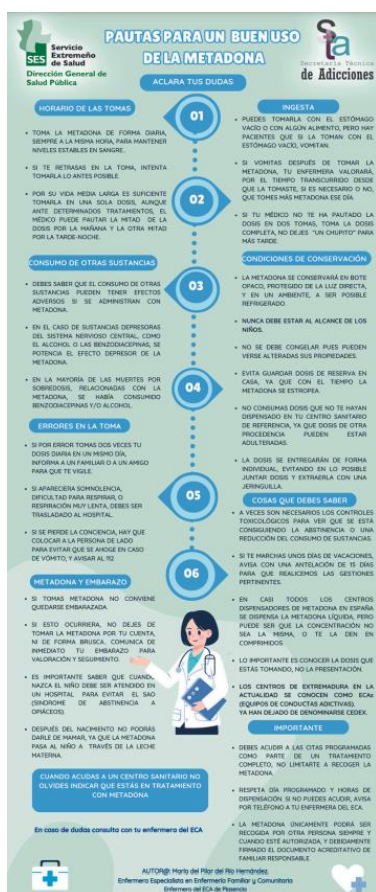 SES
Servicio
Extremeño
de Salud
Dirección General de
Salud Pública
PAUTAS PARA UN BUEN USO
DE LA METADONA
Sta
Secretaría Técnica
de Adicciones
ACLARA TUS DUDAS
HORARIO DE LAS TOMAS
01
• TOMA LA METADONA DE FORMA DIARIA,
SIEMPRE A LA MISMA HORA, PARA MANTENER
NIVELES ESTABLES EN SANGRE.
• SI TE RETRASAS EN LA TOMA, INTENTA
TOMARLA LO ANTES POSIBLE.
• POR SU VIDA MEDIA LARGA ES SUFICIENTE
TOMARLA EN UNA SOLA DOSIS, AUNQUE
ANTE DETERMINADOS TRATAMIENTOS, EL
MÉDICO PUEDE PAUTAR LA MITAD DE LA
DOSIS POR LA MAÑANA Y LA OTRA MITAD
POR LA TARDE-NOCHE.
INGESTA
02
• PUEDES TOMARLA CON EL ESTÓMAGO
VACÍO O CON ALGÚN ALIMENTO, PERO HAY
PACIENTES QUE SI LA TOMAN CON EL
ESTÓMAGO VACÍO, VOMITAN.
• SI VOMITAS DESPUÉS DE TOMAR LA
METADONA, TU ENFERMERA VALORARÁ,
POR EL TIEMPO TRANSCURRIDO DESDE
QUE LA TOMASTE, SI ES NECESARIO O NO,
QUE TOMES MÁS METADONA ESE DÍA.
• SI TU MÉDICO NO TE HA PAUTADO LA
DOSIS EN DOS TOMAS, TOMA LA DOSIS
COMPLETA, NO DEJES "UN CHUPITO" PARA
MÁS TARDE.
CONSUMO DE OTRAS SUSTANCIAS
03
• DEBES SABER QUE EL CONSUMO DE OTRAS
SUSTANCIAS PUEDEN TENER EFECTOS
ADVERSOS SI SE ADMINISTRAN CON
METADONA.
• EN EL CASO DE SUSTANCIAS DEPRESORAS
DEL SISTEMA NERVIOSO CENTRAL, COMO
EL ALCOHOL O LAS BENZODIACEPINAS, SE
POTENCIA EL EFECTO DEPRESOR DE LA
METADONA.
• EN LA MAYORÍA DE LAS MUERTES POR
SOBREDOSIS, RELACIONADAS CON LA
METADONA, SE HABÍA CONSUMIDO
BENZODIACEPINAS Y/O ALCOHOL.
CONDICIONES DE CONSERVACIÓN
04
• LA METADONA SE CONSERVARÁ EN BOTE
OPACO, PROTEGIDO DE LA LUZ DIRECTA,
Y EN UN AMBIENTE, A SER POSIBLE
REFRIGERADO.
• NUNCA DEBE ESTAR AL ALCANCE DE LOS
NIÑOS.
• NO SE DEBE CONGELAR PUES PUEDEN
VERSE ALTERADAS SUS PROPIEDADES.
• EVITA GUARDAR DOSIS DE RESERVA EN
CASA, YA QUE CON EL TIEMPO LA
METADONA SE ESTROPEA.
• NO CONSUMAS DOSIS QUE NO TE HAYAN
DISPENSADO EN TU CENTRO SANITARIO
DE REFERENCIA, YA QUE DOSIS DE OTRA
PROCEDENCIA PUEDEN ESTAR
ADULTERADAS.
• LA DOSIS SE ENTREGARÁN DE FORMA
INDIVIDUAL, EVITANDO EN LO POSIBLE
JUNTAR DOSIS Y EXTRAERLA CON UNA
JERINGUILLA.
ERRORES EN LA TOMA
05
• SI POR ERROR TOMAS DOS VECES TU
DOSIS DIARIA EN UN MISMO DÍA,
INFORMA A UN FAMILIAR O A UN AMIGO
PARA QUE TE VIGILE.
• SI APARECIERA SOMNOLENCIA,
DIFICULTAD PARA RESPIRAR, O
RESPIRACIÓN MUY LENTA, DEBES SER
TRASLADADO AL HOSPITAL.
• SI SE PIERDE LA CONCIENCIA, HAY QUE
COLOCAR A LA PERSONA DE LADO
PARA EVITAR QUE SE AHOGE EN CASO
DE VÓMITO, Y AVISAR AL 112
COSAS QUE DEBES SABER
06
• A VECES SON NECESARIOS LOS CONTROLES
TOXICOLÓGICOS PARA VER QUE SE ESTÁ
CONSIGUIENDO LA ABSTINENCIA O UNA
REDUCCIÓN DEL CONSUMO DE SUSTANCIAS.
• SI TE MARCHAS UNOS DÍAS DE VACACIONES,
AVISA CON UNA ANTELACIÓN DE 15 DÍAS
PARA QUE REALICEMOS LAS GESTIONES
PERTINENTES.
• EN CASI TODOS LOS CENTROS
DISPENSADORES DE METADONA EN ESPAÑA
SE DISPENSA LA METADONA LÍQUIDA, PERO
PUEDE SER QUE LA CONCENTRACIÓN NO
SEA LA MISMA, O TE LA DEN EN
COMPRIMIDOS.
• LO IMPORTANTE ES CONOCER LA DOSIS QUE
ESTÁS TOMANDO, NO LA PRESENTACIÓN.
• LOS CENTROS DE EXTREMADURA EN LA
ACTUALIDAD SE CONOCEN COMO ECAs
(EQUIPOS DE CONDUCTAS ADICTIVAS).
YA HAN DEJADO DE DENOMINARSE CEDEX.
METADONA Y EMBARAZO
• SI TOMAS METADONA NO CONVIENE
QUEDARSE EMBARAZADA.
• SI ESTO OCURRIERA, NO DEJES DE
TOMAR LA METADONA POR TU CUENTA,
NI DE FORMA BRUSCA. COMUNICA DE
INMEDIATO TU EMBARAZO PARA
VALORACIÓN Y SEGUIMIENTO.
• ES IMPORTANTE SABER QUE CUANDO
NAZCA EL NIÑO DEBE SER ATENDIDO EN
UN HOSPITAL PARA EVITAR EL SAO
(SINDROME DE ABSTINENCIA A
OPIÁCEOS).
• DESPUÉS DEL NACIMIENTO NO PODRÁS
DARLE DE MAMAR, YA QUE LA METADONA
PASA AL NIÑO A TRAVÉS DE LA LECHE
MATERNA.
IMPORTANTE
• DEBES ACUDIR A LAS CITAS PROGRAMADAS
COMO PARTE DE UN TRATAMIENTO
COMPLETO, NO LIMITARTE A RECOGER LA
METADONA.
• RESPETA DÍA PROGRAMADO Y HORAS DE
DISPENSACIÓN. SI NO PUEDES ACUDIR, AVISA
POR TELÉFONO A TU ENFERMERA DEL ECA.
• LA METADONA ÚNICAMENTE PODRÁ SER
RECOGIDA POR OTRA PERSONA SIEMPRE Y
CUANDO ESTÉ AUTORIZADA, Y DEBIDAMENTE
FIRMADO EL DOCUMENTO ACREDITATIVO DE
FAMILIAR RESPONSABLE.
CUANDO ACUDAS A UN CENTRO SANITARIO NO
OLVIDES INDICAR QUE ESTÁS EN TRATAMIENTO
CON METADONA
En caso de dudas consulta con tu enfermera del ECA
AUTOR@: María del Pilar del Río Hernández.
Enfermera Especialista en Enfermería Familiar y Comunitaria
Enfermera del ECA de Plasencia